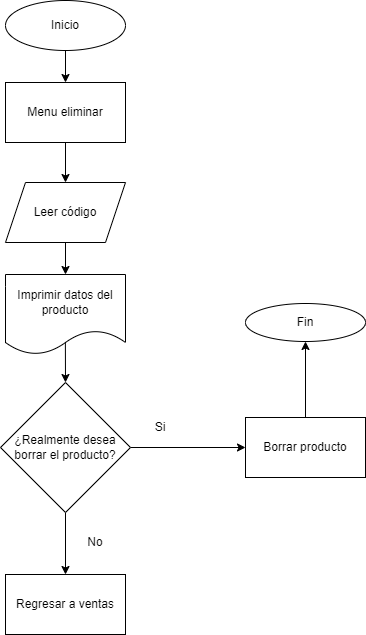 Inicio
Menu eliminar
Leer código
Imprimir datos del
producto
¿Realmente desea
borrar el producto?
Si
Borrar producto
Fin
No
Regresar a ventas